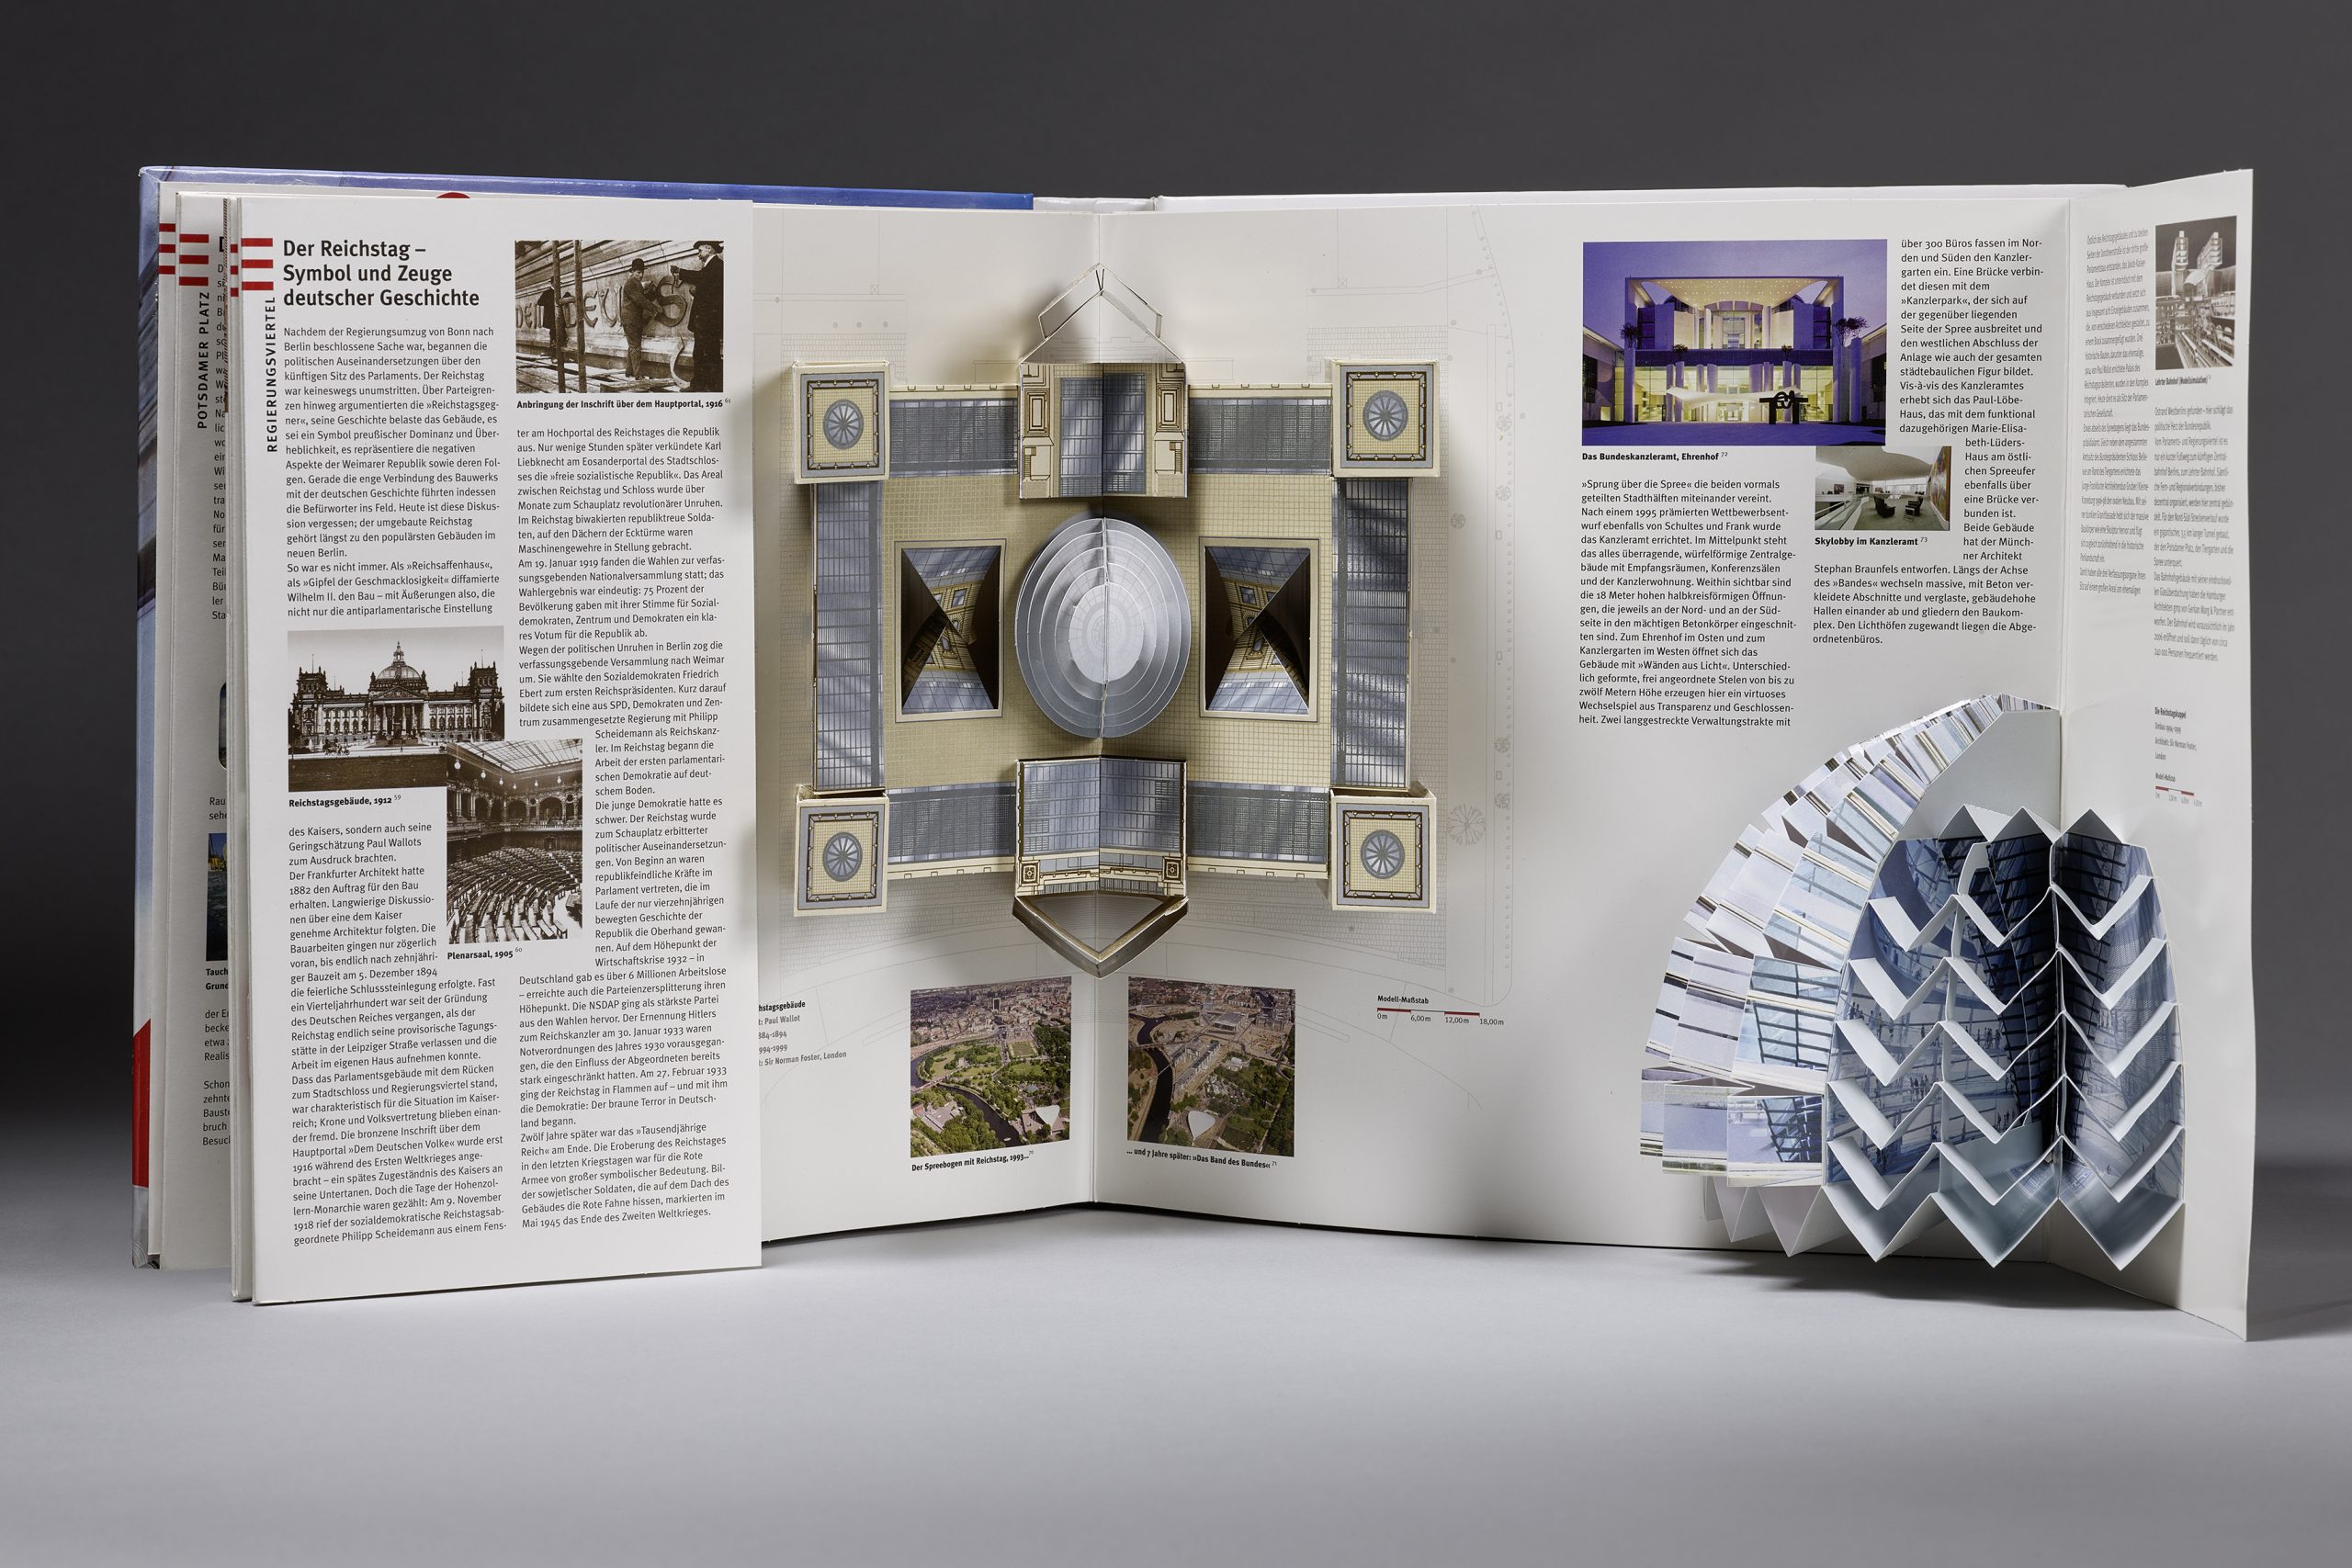 POTSDAMER PLATZ
REGIERUNGSVIERTEL
Der Reichstag –
Symbol und Zeuge
deutscher Geschichte
Nachdem der Regierungsumzug von Bonn nach
Berlin beschlossene Sache war, begannen die
politischen Auseinandersetzungen über den
künftigen Sitz des Parlaments. Der Reichstag
war keineswegs unumstritten. Über Parteigren-
zen hinweg argumentierten die »Reichstagsgeg-
ner«, seine Geschichte belaste das Gebäude, es
sei ein Symbol preußischer Dominanz und Über-
heblichkeit, es repräsentiere die negativen
Aspekte der Weimarer Republik sowie deren Fol-
gen. Gerade die enge Verbindung des Bauwerks
mit der deutschen Geschichte führten indessen
die Befürworter ins Feld. Heute ist diese Diskus-
sion vergessen; der umgebaute Reichstag
gehört längst zu den populärsten Gebäuden im
neuen Berlin.
So war es nicht immer. Als »Reichsaffenhaus«,
als »Gipfel der Geschmacklosigkeit« diffamierte
Wilhelm II. den Bau – mit Äußerungen also, die
nicht nur die antiparlamentarische Einstellung
Reichstagsgebäude, 1912 59
des Kaisers, sondern auch seine
Geringschätzung Paul Wallots
zum Ausdruck brachten.
Der Frankfurter Architekt hatte
1882 den Auftrag für den Bau
erhalten. Langwierige Diskussio-
nen über eine dem Kaiser
genehme Architektur folgten. Die
Bauarbeiten gingen nur zögerlich
voran, bis endlich nach zehnjähri-
ger Bauzeit am 5. Dezember 1894
die feierliche Schlusssteinlegung erfolgte. Fast
ein Vierteljahrhundert war seit der Gründung
des Deutschen Reiches vergangen, als der
Reichstag endlich seine provisorische Tagungs-
stätte in der Leipziger Straße verlassen und die
Arbeit im eigenen Haus aufnehmen konnte.
Dass das Parlamentsgebäude mit dem Rücken
zum Stadtschloss und Regierungsviertel stand,
war charakteristisch für die Situation im Kaiser-
reich; Krone und Volksvertretung blieben einan-
der fremd. Die bronzene Inschrift über dem
Hauptportal »Dem Deutschen Volke« wurde erst
1916 während des Ersten Weltkrieges ange-
bracht – ein spätes Zugeständnis des Kaisers an
seine Untertanen. Doch die Tage der Hohenzol-
lern-Monarchie waren gezählt: Am 9. November
1918 rief der sozialdemokratische Reichstagsab-
geordnete Philipp Scheidemann aus einem Fens-
Anbringung der Inschrift über dem Hauptportal, 1916 61
ter am Hochportal des Reichstages die Republik
aus. Nur wenige Stunden später verkündete Karl
Liebknecht am Eosanderportal des Stadtschlos-
ses die »freie sozialistische Republik«. Das Areal
zwischen Reichstag und Schloss wurde über
Monate zum Schauplatz revolutionärer Unruhen.
Im Reichstag biwakierten republiktreue Solda-
ten, auf den Dächern der Ecktürme waren
Maschinengewehre in Stellung gebracht.
Am 19. Januar 1919 fanden die Wahlen zur verfas-
sungsgebenden Nationalversammlung statt; das
Wahlergebnis war eindeutig: 75 Prozent der
Bevölkerung gaben mit ihrer Stimme für Sozial-
demokraten, Zentrum und Demokraten ein kla-
res Votum für die Republik ab.
Wegen der politischen Unruhen in Berlin zog die
verfassungsgebende Versammlung nach Weimar
um. Sie wählte den Sozialdemokraten Friedrich
Ebert zum ersten Reichspräsidenten. Kurz darauf
bildete sich eine aus SPD, Demokraten und Zen-
trum zusammengesetzte Regierung mit Philipp
Scheidemann als Reichskanz-
ler. Im Reichstag begann die
Arbeit der ersten parlamentari-
schen Demokratie auf deut-
schem Boden.
Die junge Demokratie hatte es
schwer. Der Reichstag wurde
zum Schauplatz erbitterter
politischer Auseinandersetzun-
gen. Von Beginn an waren
republikfeindliche Kräfte im
Parlament vertreten, die im
Laufe der nur vierzehnjährigen
bewegten Geschichte der
Republik die Oberhand gewan-
nen. Auf dem Höhepunkt der
Wirtschaftskrise 1932 – in
Plenarsaal, 1905 60
Deutschland gab es über 6 Millionen Arbeitslose
– erreichte auch die Parteienzersplitterung ihren
Höhepunkt. Die NSDAP ging als stärkste Partei
aus den Wahlen hervor. Der Ernennung Hitlers
zum Reichskanzler am 30. Januar 1933 waren
Notverordnungen des Jahres 1930 vorausgegan-
gen, die den Einfluss der Abgeordneten bereits
stark eingeschränkt hatten. Am 27. Februar 1933
ging der Reichstag in Flammen auf – und mit ihm
die Demokratie: Der braune Terror in Deutsch-
land begann.
Zwölf Jahre später war das »Tausendjährige
Reich« am Ende. Die Eroberung des Reichstages
in den letzten Kriegstagen war für die Rote
Armee von großer symbolischer Bedeutung. Bil-
der sowjetischer Soldaten, die auf dem Dach des
Gebäudes die Rote Fahne hissen, markierten im
Mai 1945 das Ende des Zweiten Weltkrieges.
hstagsgebäude
t: Paul Wallot
884-1894
994-1999
t: Sir Norman Foster, London
Der Spreebogen mit Reichstag, 1993... 70
... und 7 Jahre später: »Das Band des Bundes« 71
Modell-Maßstab
0 m 6,00 m 12,00 m 18,00 m
Das Bundeskanzleramt, Ehrenhof 72
»Sprung über die Spree« die beiden vormals
geteilten Stadthälften miteinander vereint.
Nach einem 1995 prämierten Wettbewerbsent-
wurf ebenfalls von Schultes und Frank wurde
das Kanzleramt errichtet. Im Mittelpunkt steht
das alles überragende, würfelförmige Zentralge-
bäude mit Empfangsräumen, Konferenzsälen
und der Kanzlerwohnung. Weithin sichtbar sind
die 18 Meter hohen halbkreisförmigen Öffnun-
gen, die jeweils an der Nord- und an der Süd-
seite in den mächtigen Betonkörper eingeschnit-
ten sind. Zum Ehrenhof im Osten und zum
Kanzlergarten im Westen öffnet sich das
Gebäude mit »Wänden aus Licht«. Unterschied-
lich geformte, frei angeordnete Stelen von bis zu
zwölf Metern Höhe erzeugen hier ein virtuoses
Wechselspiel aus Transparenz und Geschlossen-
heit. Zwei langgestreckte Verwaltungstrakte mit
über 300 Büros fassen im Nor-
den und Süden den Kanzler-
garten ein. Eine Brücke verbin-
det diesen mit dem
»Kanzlerpark«, der sich auf
der gegenüber liegenden
Seite der Spree ausbreitet und
den westlichen Abschluss der
Anlage wie auch der gesamten
städtebaulichen Figur bildet.
Vis-à-vis des Kanzleramtes
erhebt sich das Paul-Löbe-
Haus, das mit dem funktional
dazugehörigen Marie-Elisa-
beth-Lüders-
Haus am östli-
chen Spreeufer
ebenfalls über
eine Brücke ver-
bunden ist.
Beide Gebäude
hat der Münch-
ner Architekt
Skylobby im Kanzleramt 73
Stephan Braunfels entworfen. Längs der Achse
des »Bandes« wechseln massive, mit Beton ver-
kleidete Abschnitte und verglaste, gebäudehohe
Hallen einander ab und gliedern den Baukom-
plex. Den Lichthöfen zugewandt liegen die Abge-
ordnetenbüros.
Lehrter Bahnhof (Modellsimulation)
Die Reichstagskuppel
Architekt: Sir Norman Foster,
London
Modell-Maßstab